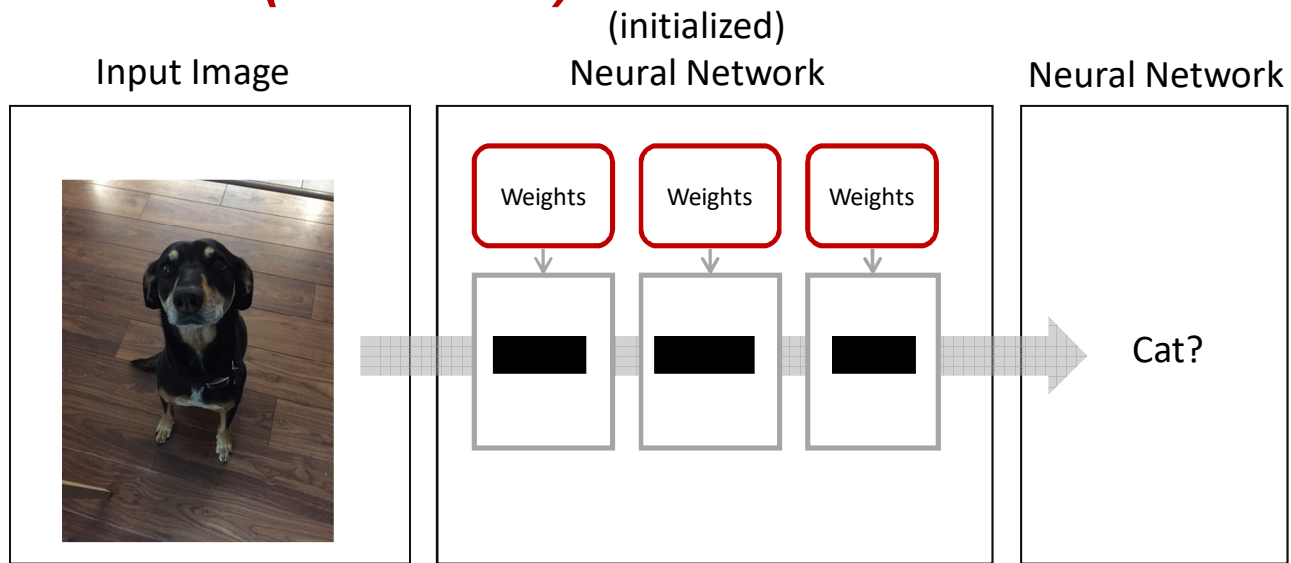 Input Image
(initialized)
Neural Network
Neural Network
Weights
Weights
Weights
Cat?